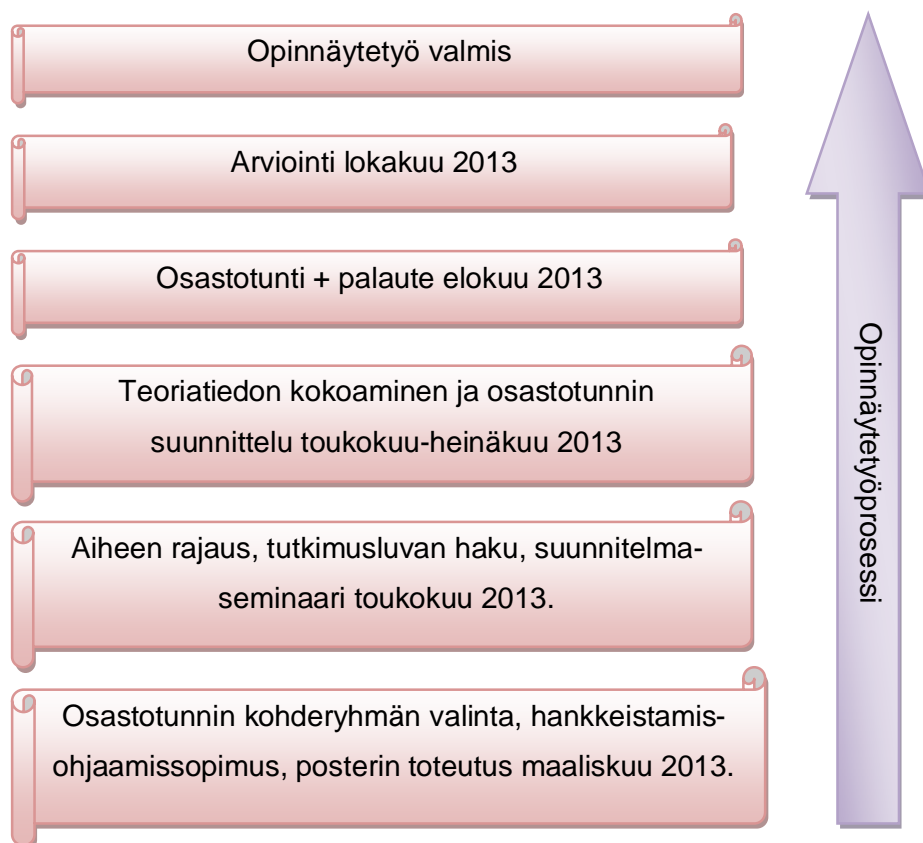 Opinnäytetyö valmis
Arviointi lokakuu 2013
Osastotunti + palaute elokuu 2013
Teoriatiedon kokoaminen ja osastotunnin
suunnittelu toukokuu-heinäkuu 2013
Aiheen rajaus, tutkimusluvan haku, suunnitelma-
seminaari toukokuu 2013.
Osastotunnin kohderyhmän valinta, hankkeistamis-
ohjaamissopimus, posterin toteutus maaliskuu 2013.
Opinnäytetyöprosessi